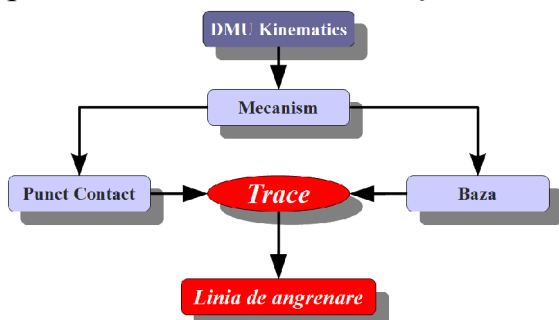 DMU Kinematics
Mecanism
Punct Contact
Trace
Baza
Linia de angrenare